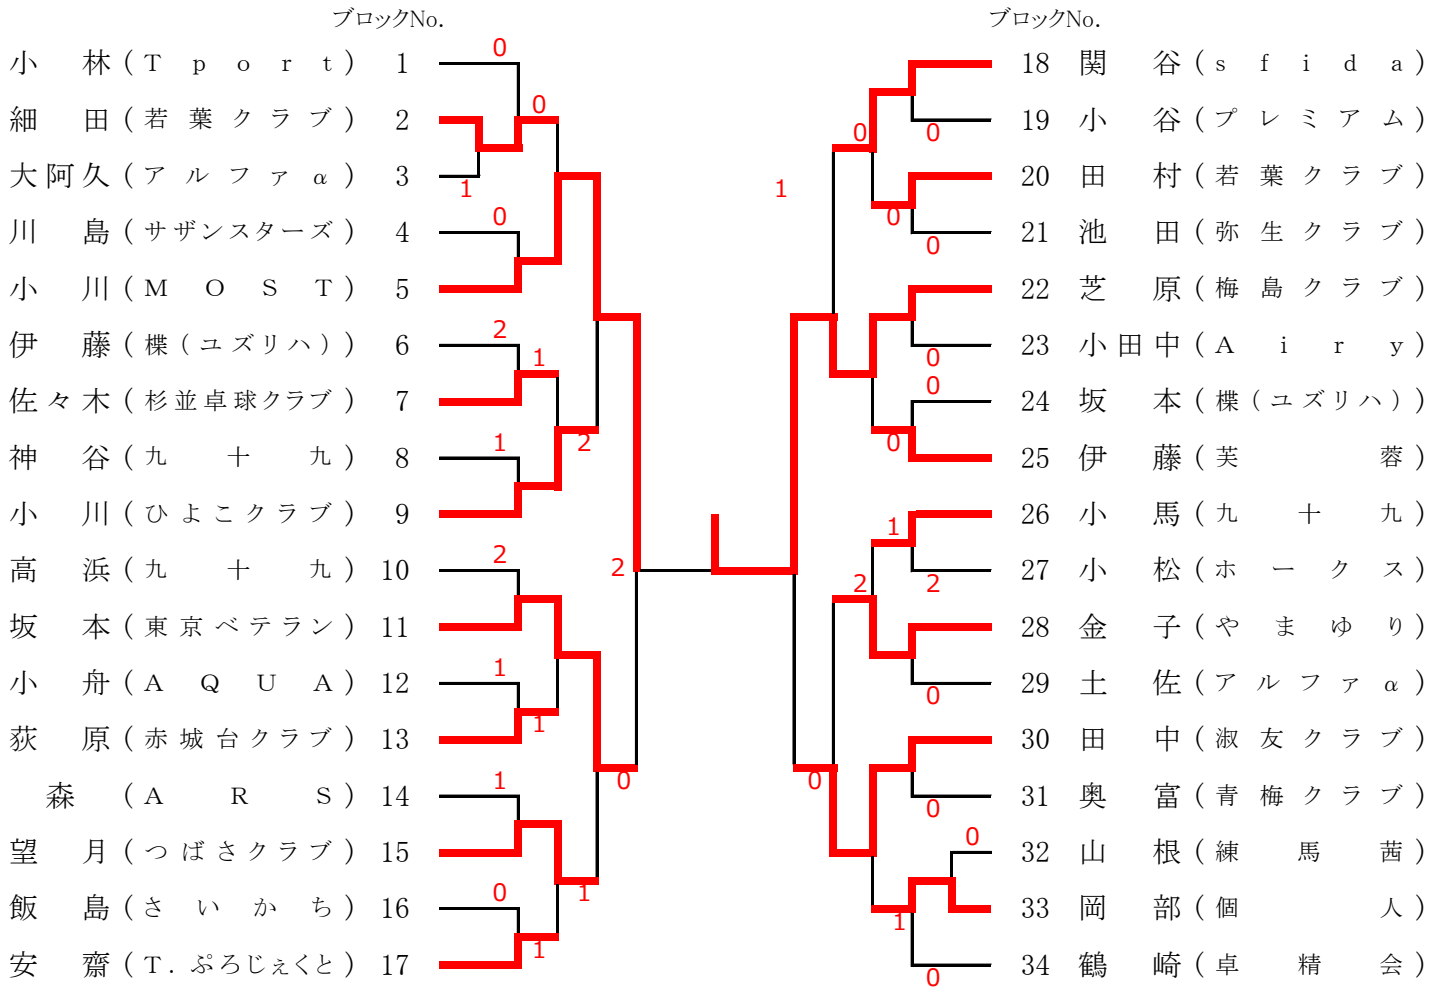 ブロックNo.
ブロックNo.
小林(Tport) 1 0
細田(若葉クラブ) 2 0
大阿久(アルファα) 3 1
川島(サザンスターズ) 4 0
小川(MOST) 5
伊藤(楪(ユズリハ)) 6 2
佐々木(杉並卓球クラブ) 7 1
神谷(九十九) 8 1 2
小川(ひよこクラブ) 9
高浜(九十九) 10 2 2
坂本(東京ベテラン) 11
小舟(AQUA) 12 1
荻原(赤城台クラブ) 13 1
森(ARS) 14 1 0
望月(つばさクラブ) 15
飯島(さいかち) 16 0 1
安齋(T.ぷろじぇくと) 17 1
18 関谷(sfida)
0 0 19 小谷(プレミアム)
1 20 田村(若葉クラブ)
0 0 21 池田(弥生クラブ)
22 芝原(梅島クラブ)
0 23 小田中(Airy)
0 24 坂本(楪(ユズリハ))
0 25 伊藤(芙蓉)
1 26 小馬(九十九)
2 2 27 小松(ホークス)
28 金子(やまゆり)
0 29 土佐(アルファα)
30 田中(淑友クラブ)
0 0 31 奥富(青梅クラブ)
0 32 山根(練馬茜)
1 33 岡部(個人)
0 34 鶴崎(卓精会)